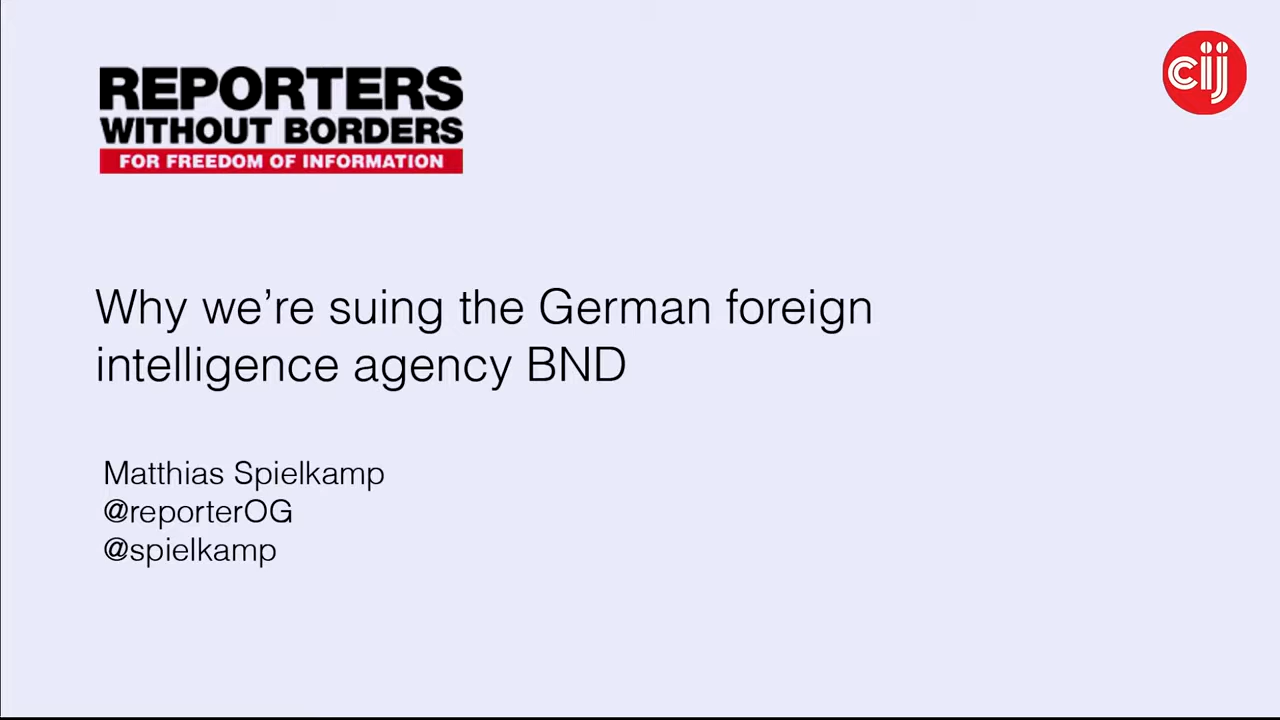 REPORTERS
WITHOUT BORDERS
FOR FREEDOM OF INFORMATION
cij
Why we’re suing the German foreign
intelligence agency BND
Matthias Spielkamp
@reporterOG
@spielkamp